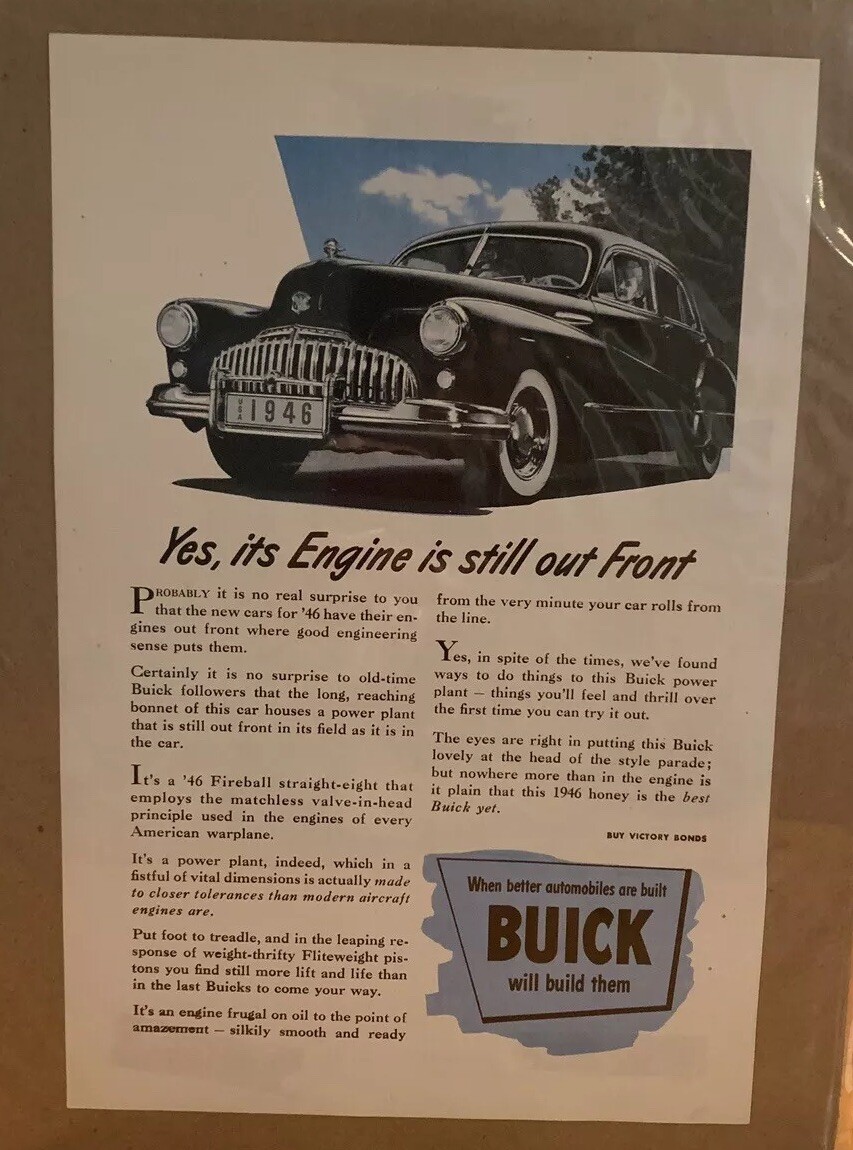 USA 1946
Yes, its Engine is still out Front
PROBABLY it is no real surprise to you
that the new cars for '46 have their en-
gines out front where good engineering
sense puts them.
Certainly it is no surprise to old-time
Buick followers that the long, reaching
bonnet of this car houses a power plant
that is still out front in its field as it is in
the car.
It's a '46 Fireball straight-eight that
employs the matchless valve-in-head
principle used in the engines of every
American warplane.
It's a power plant, indeed, which in a
fistful of vital dimensions is actually made
to closer tolerances than modern aircraft
engines are.
Put foot to treadle, and in the leaping re-
sponse of weight-thrifty Fliteweight pis-
tons you find still more lift and life than
in the last Buicks to come your way.
It's an engine frugal on oil to the point of
amazement – silkily smooth and ready
from the very minute your car rolls from
the line.
Yes, in spite of the times, we've found
ways to do things to this Buick power
plant – things you'll feel and thrill over
the first time you can try it out.
The eyes are right in putting this Buick
lovely at the head of the style parade;
but nowhere more than in the engine is
it plain that this 1946 honey is the best
Buick yet.
BUY VICTORY BONDS
When better automobiles are built
BUICK
will build them